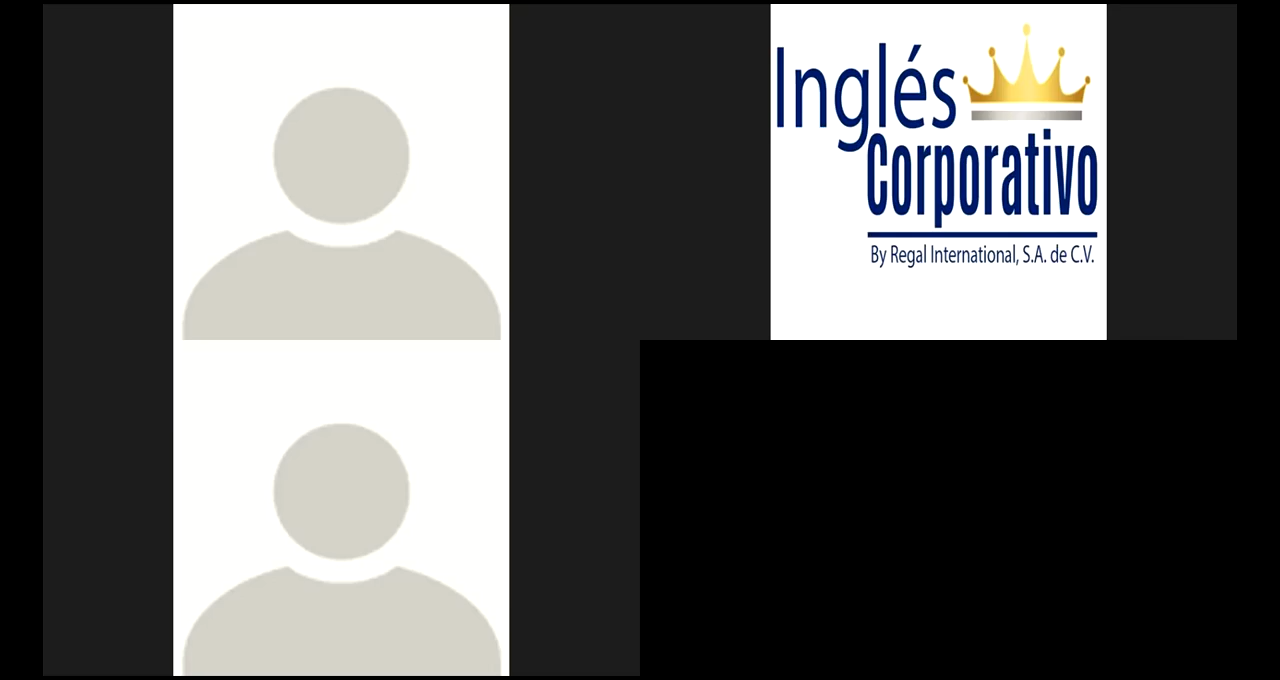 Inglés
Corporativo
By Regal International, S.A. de C.V.